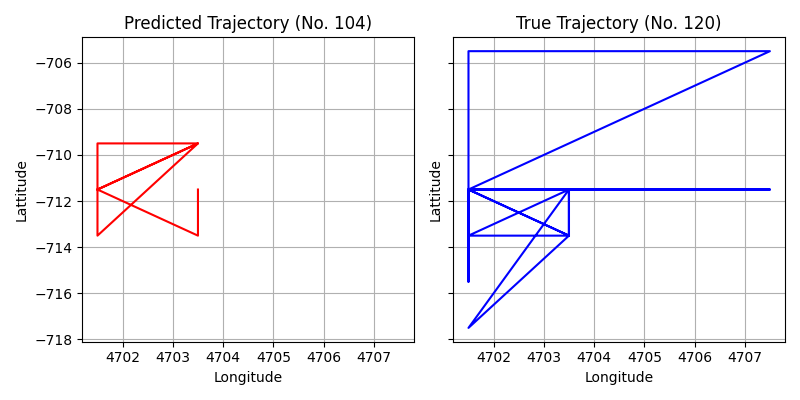 Predicted Trajectory (No. 104)
True Trajectory (No. 120)
−706
−708
−710
−712
−714
−716
−718
Lattitude
Lattitude
4702 4703 4704 4705 4706 4707
4702 4703 4704 4705 4706 4707
Longitude
Longitude